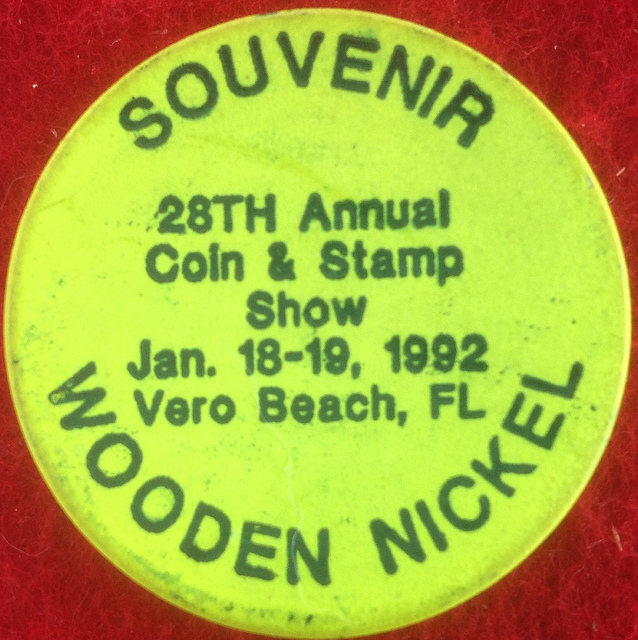 SOUVENIR
28TH Annual
Coin & Stamp
Show
Jan. 18-19, 1992
Vero Beach, FL
WOODEN NICKEL